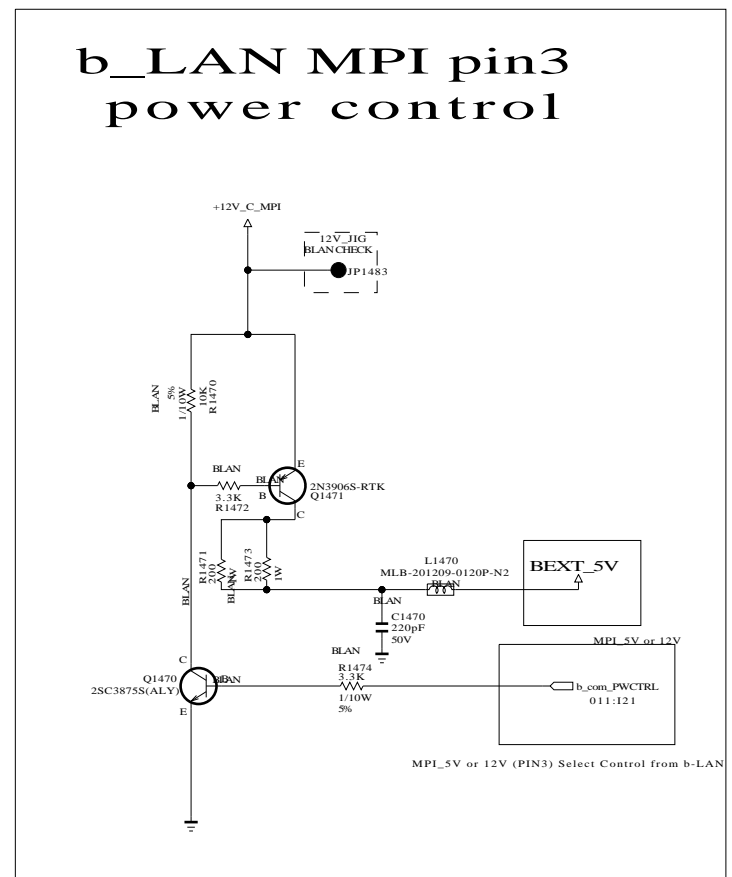 b_LAN MPI pin3
power control
+12V_C_MPI
12V_JIG
BLANCHECK
JP1483
BLAN
5%
1/10W
10K
R1470
BLAN
3.3K
R1472
BLAN
B
E
2N3906S-RTK
Q1471
C
R1471
200
R1473
200
1W
BLAN
L1470
MLB-201209-0120P-N2
BLAN
BEXT_5V
BLAN
C1470
220pF
50V
MPI_5V or 12V
BLAN
R1474
3.3K
1/10W
5%
C
Q1470
2SC3875S(ALY)
BLAN
E
b_com_PWCTRL
011:I21
MPI_5V or 12V (PIN3) Select Control from b-LAN